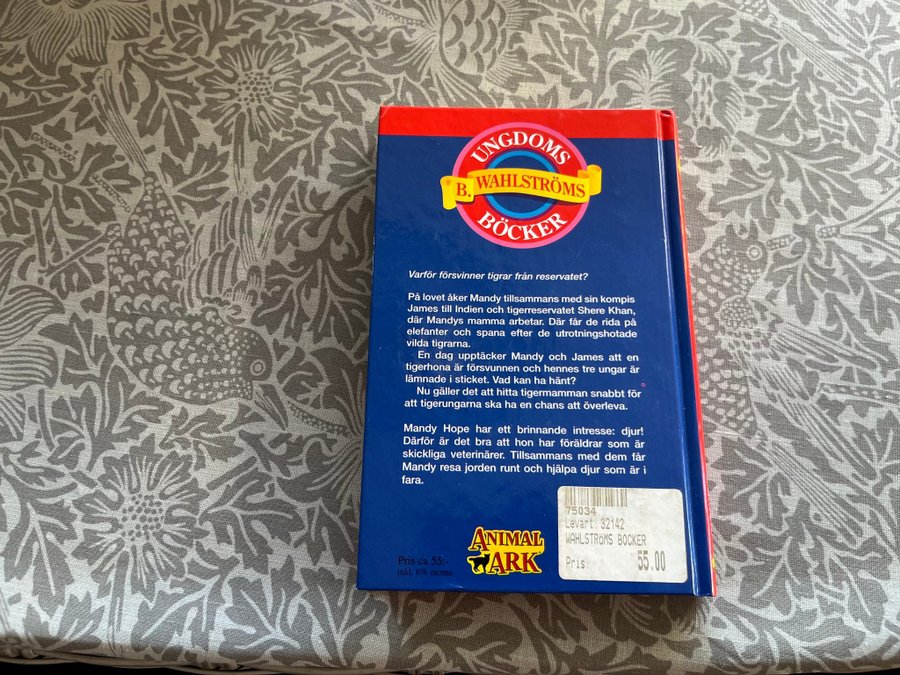 UNGDOMS
B. WAHLSTRÖMS
BÖCKER
Varför försvinner tigrar från reservatet?
På lovet åker Mandy tillsammans med sin kompis
James till Indien och tigerreservatet Shere Khan,
där Mandys mamma arbetar. Där får de rida på
elefanter och spana efter de utrotningshotade
vilda tigrarna.
En dag upptäcker Mandy och James att en
tigerhona är försvunnen och hennes tre ungar är
lämnade i sticket. Vad kan ha hänt?
Nu gäller det att hitta tigermamman snabbt för
att tigerungarna ska ha en chans att överleva.
Mandy Hope har ett brinnande intresse: djur!
Därför är det bra att hon har föräldrar som är
skickliga veterinärer. Tillsammans med dem får
Mandy resa jorden runt och hjälpa djur som är i
fara.
75034
Levart: 32142
WAHLSTRöMS BOCKER
Pris: 55.00
ANIMAL
ARK
Pris ca 55:-
inkl. 6% moms